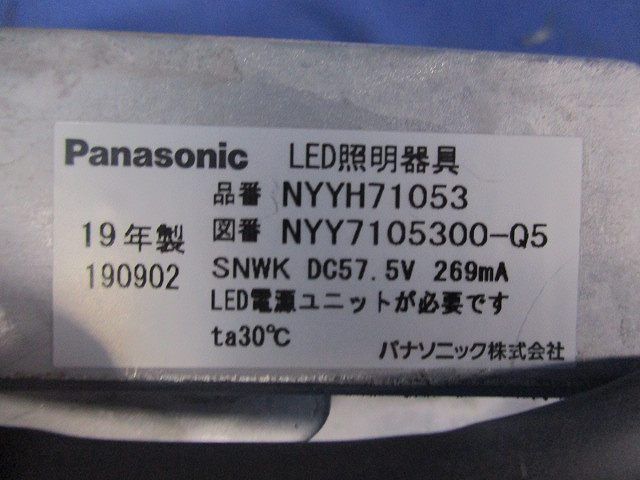 Panasonic LED照明器具
品番 NYYH71053
19年製 図番 NYY7105300-Q5
190902 SNWK DC57.5V 269mA
LED電源ユニットが必要です
ta30℃
パナソニック株式会社